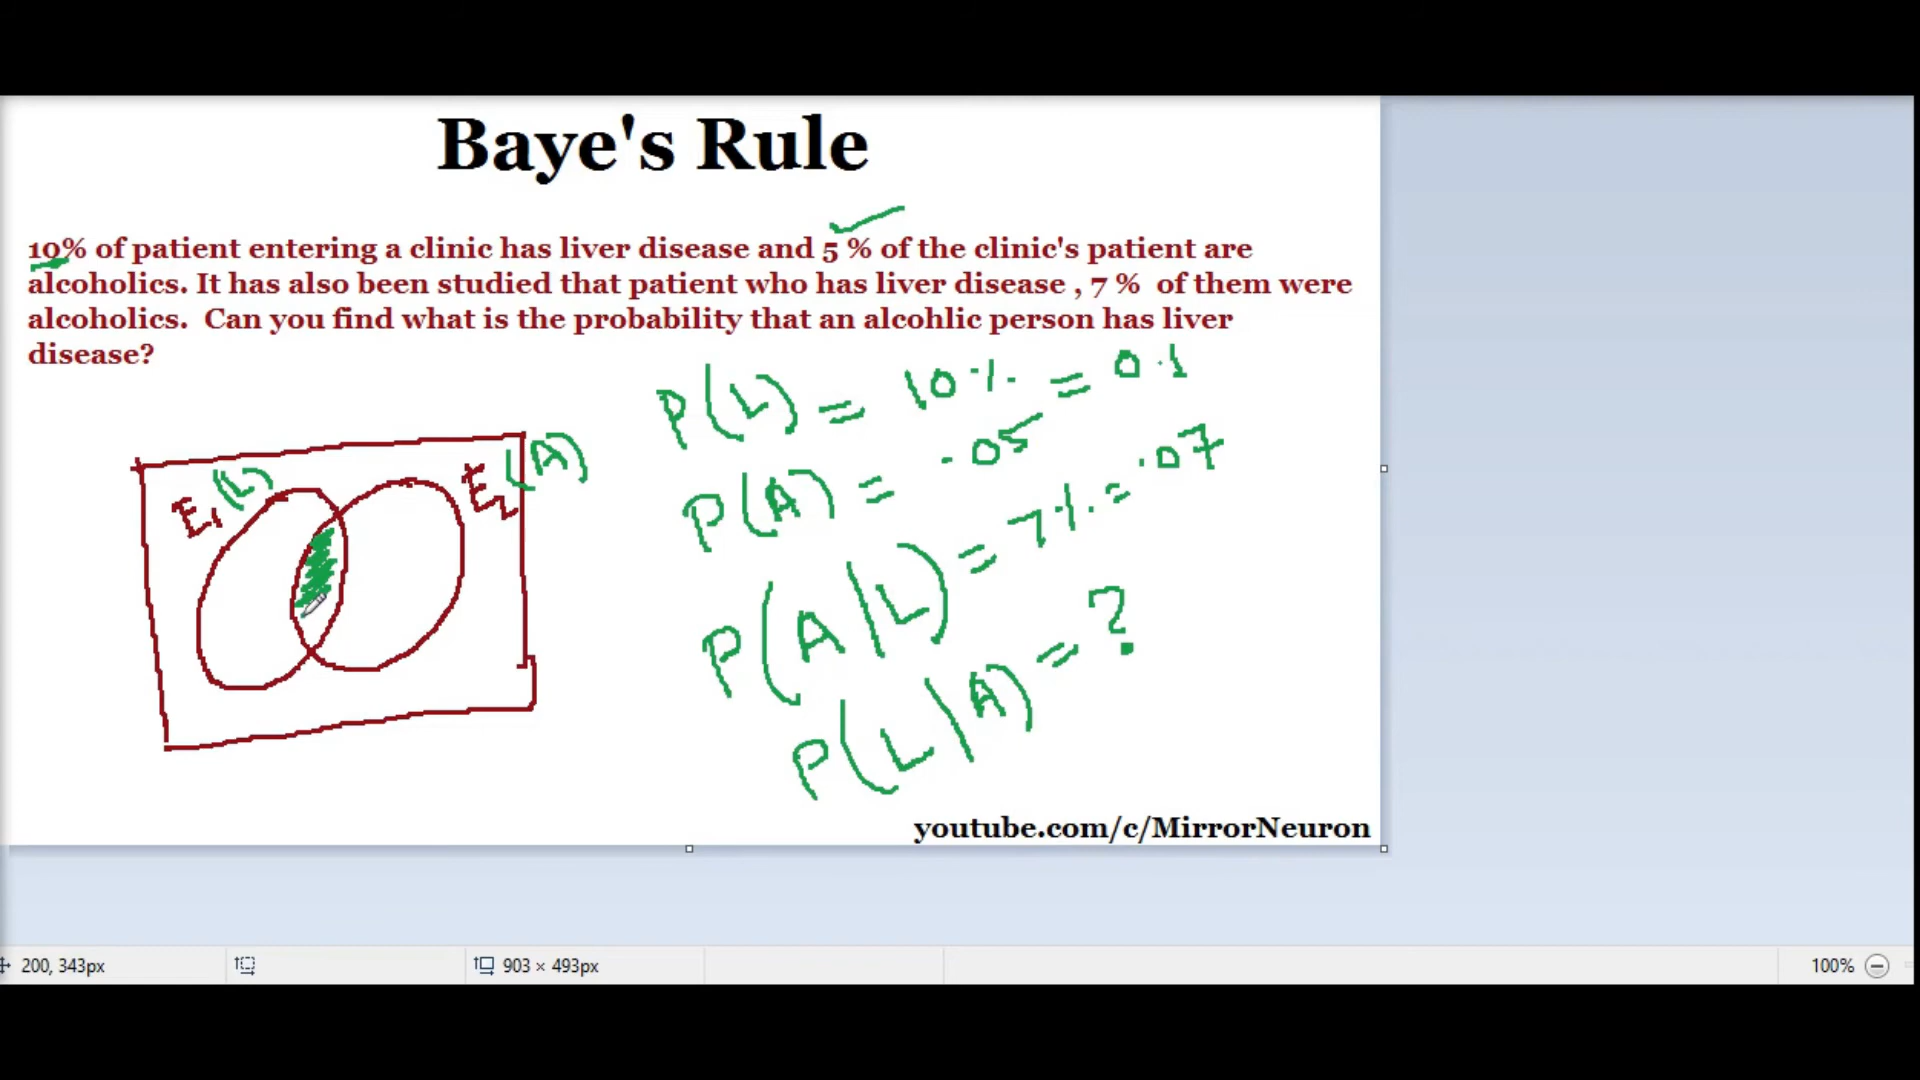 Baye's Rule
10% of patient entering a clinic has liver disease and 5 % of the clinic's patient are
alcoholics. It has also been studied that patient who has liver disease , 7 % of them were
alcoholics. Can you find what is the probability that an alcohlic person has liver
disease?
P(L) = 10% = 0.1
P(A) = .05
P(A|L) = 7% = .07
P(L|A) = ?
E1 (L)
E2 (A)
youtube.com/c/MirrorNeuron
200, 343px
903 × 493px
100%